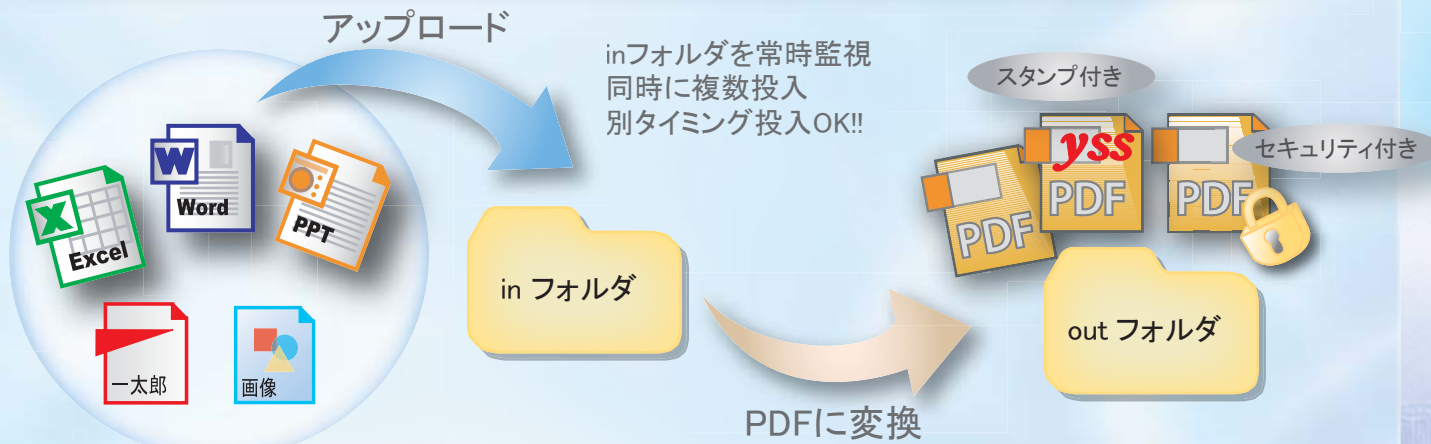 アップロード
inフォルダを常時監視
同時に複数投入
別タイミング投入OK!!
スタンプ付き
セキュリティ付き
W
Word
X
Excel
PPT
一太郎
画像
in フォルダ
PDFに変換
PDF
yss
PDF
PDF
out フォルダ